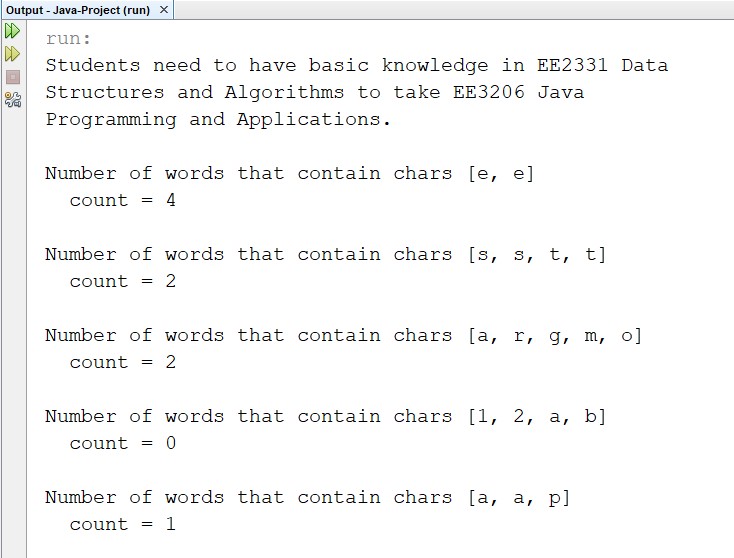 Output - Java-Project (run) ×
run:
Students need to have basic knowledge in EE2331 Data
Structures and Algorithms to take EE3206 Java
Programming and Applications.
Number of words that contain chars [e, e]
count = 4
Number of words that contain chars [s, s, t, t]
count = 2
Number of words that contain chars [a, r, g, m, o]
count = 2
Number of words that contain chars [1, 2, a, b]
count = 0
Number of words that contain chars [a, a, p]
count = 1